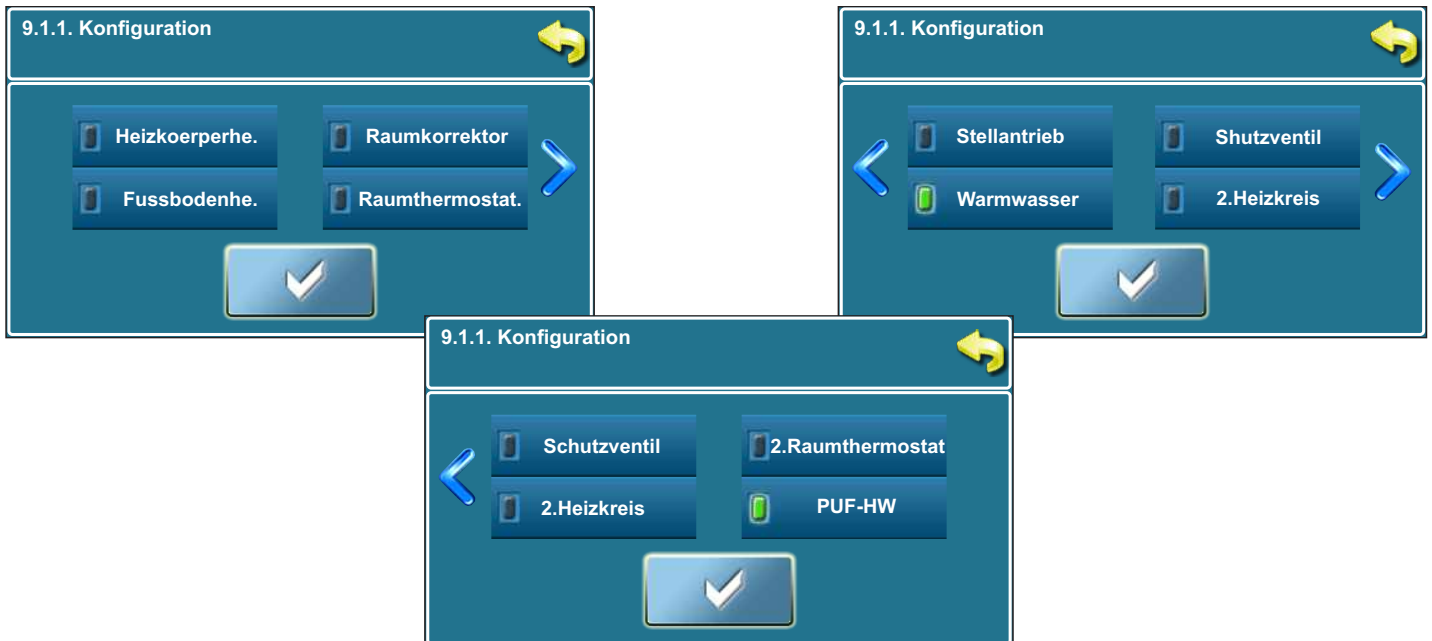 9.1.1. Konfiguration
Heizkoerperhe.
Raumkorrektor
Fussbodenhe.
Raumthermostat.
9.1.1. Konfiguration
Stellantrieb
Shutzventil
Warmwasser
2.Heizkreis
9.1.1. Konfiguration
Schutzventil
2.Raumthermostat
2.Heizkreis
PUF-HW